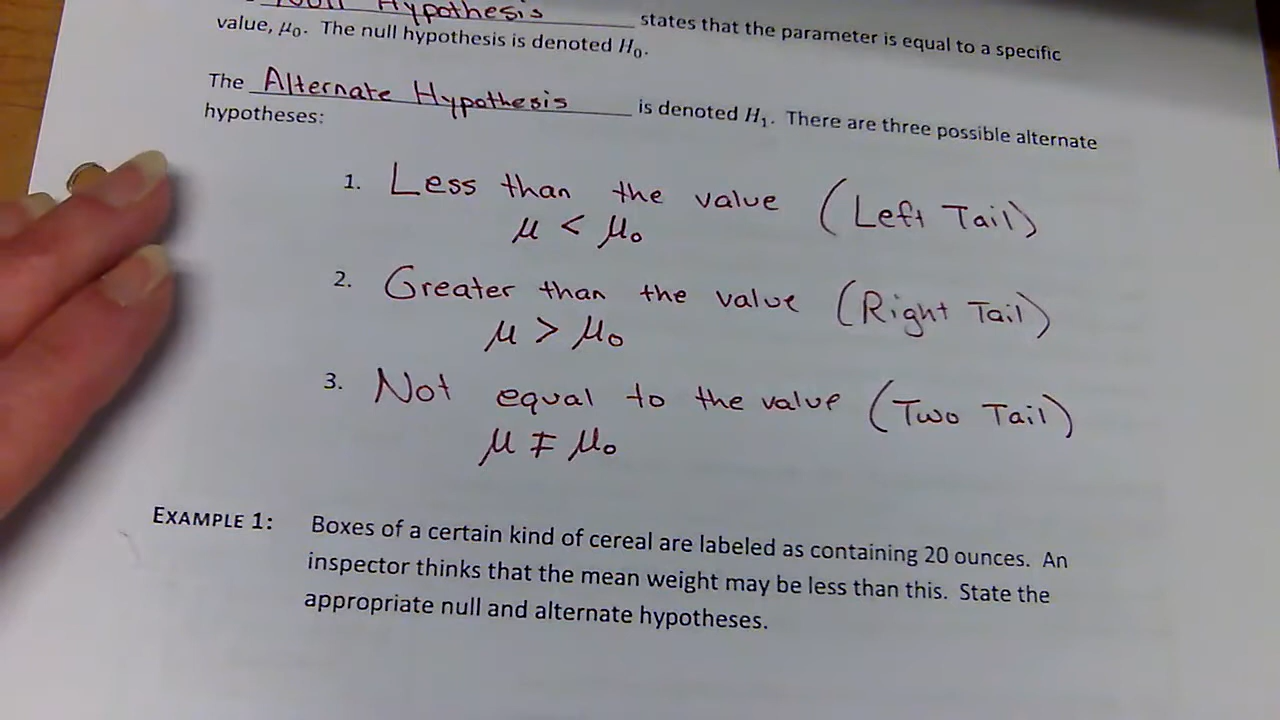 Null Hypothesis states that the parameter is equal to a specific
value, μ₀. The null hypothesis is denoted H₀.
The Alternate Hypothesis is denoted H₁. There are three possible alternate
hypotheses:
1. Less than the value (Left Tail)
μ < μ₀
2. Greater than the value (Right Tail)
μ > μ₀
3. Not equal to the value (Two Tail)
μ ≠ μ₀
EXAMPLE 1: Boxes of a certain kind of cereal are labeled as containing 20 ounces. An
inspector thinks that the mean weight may be less than this. State the
appropriate null and alternate hypotheses.